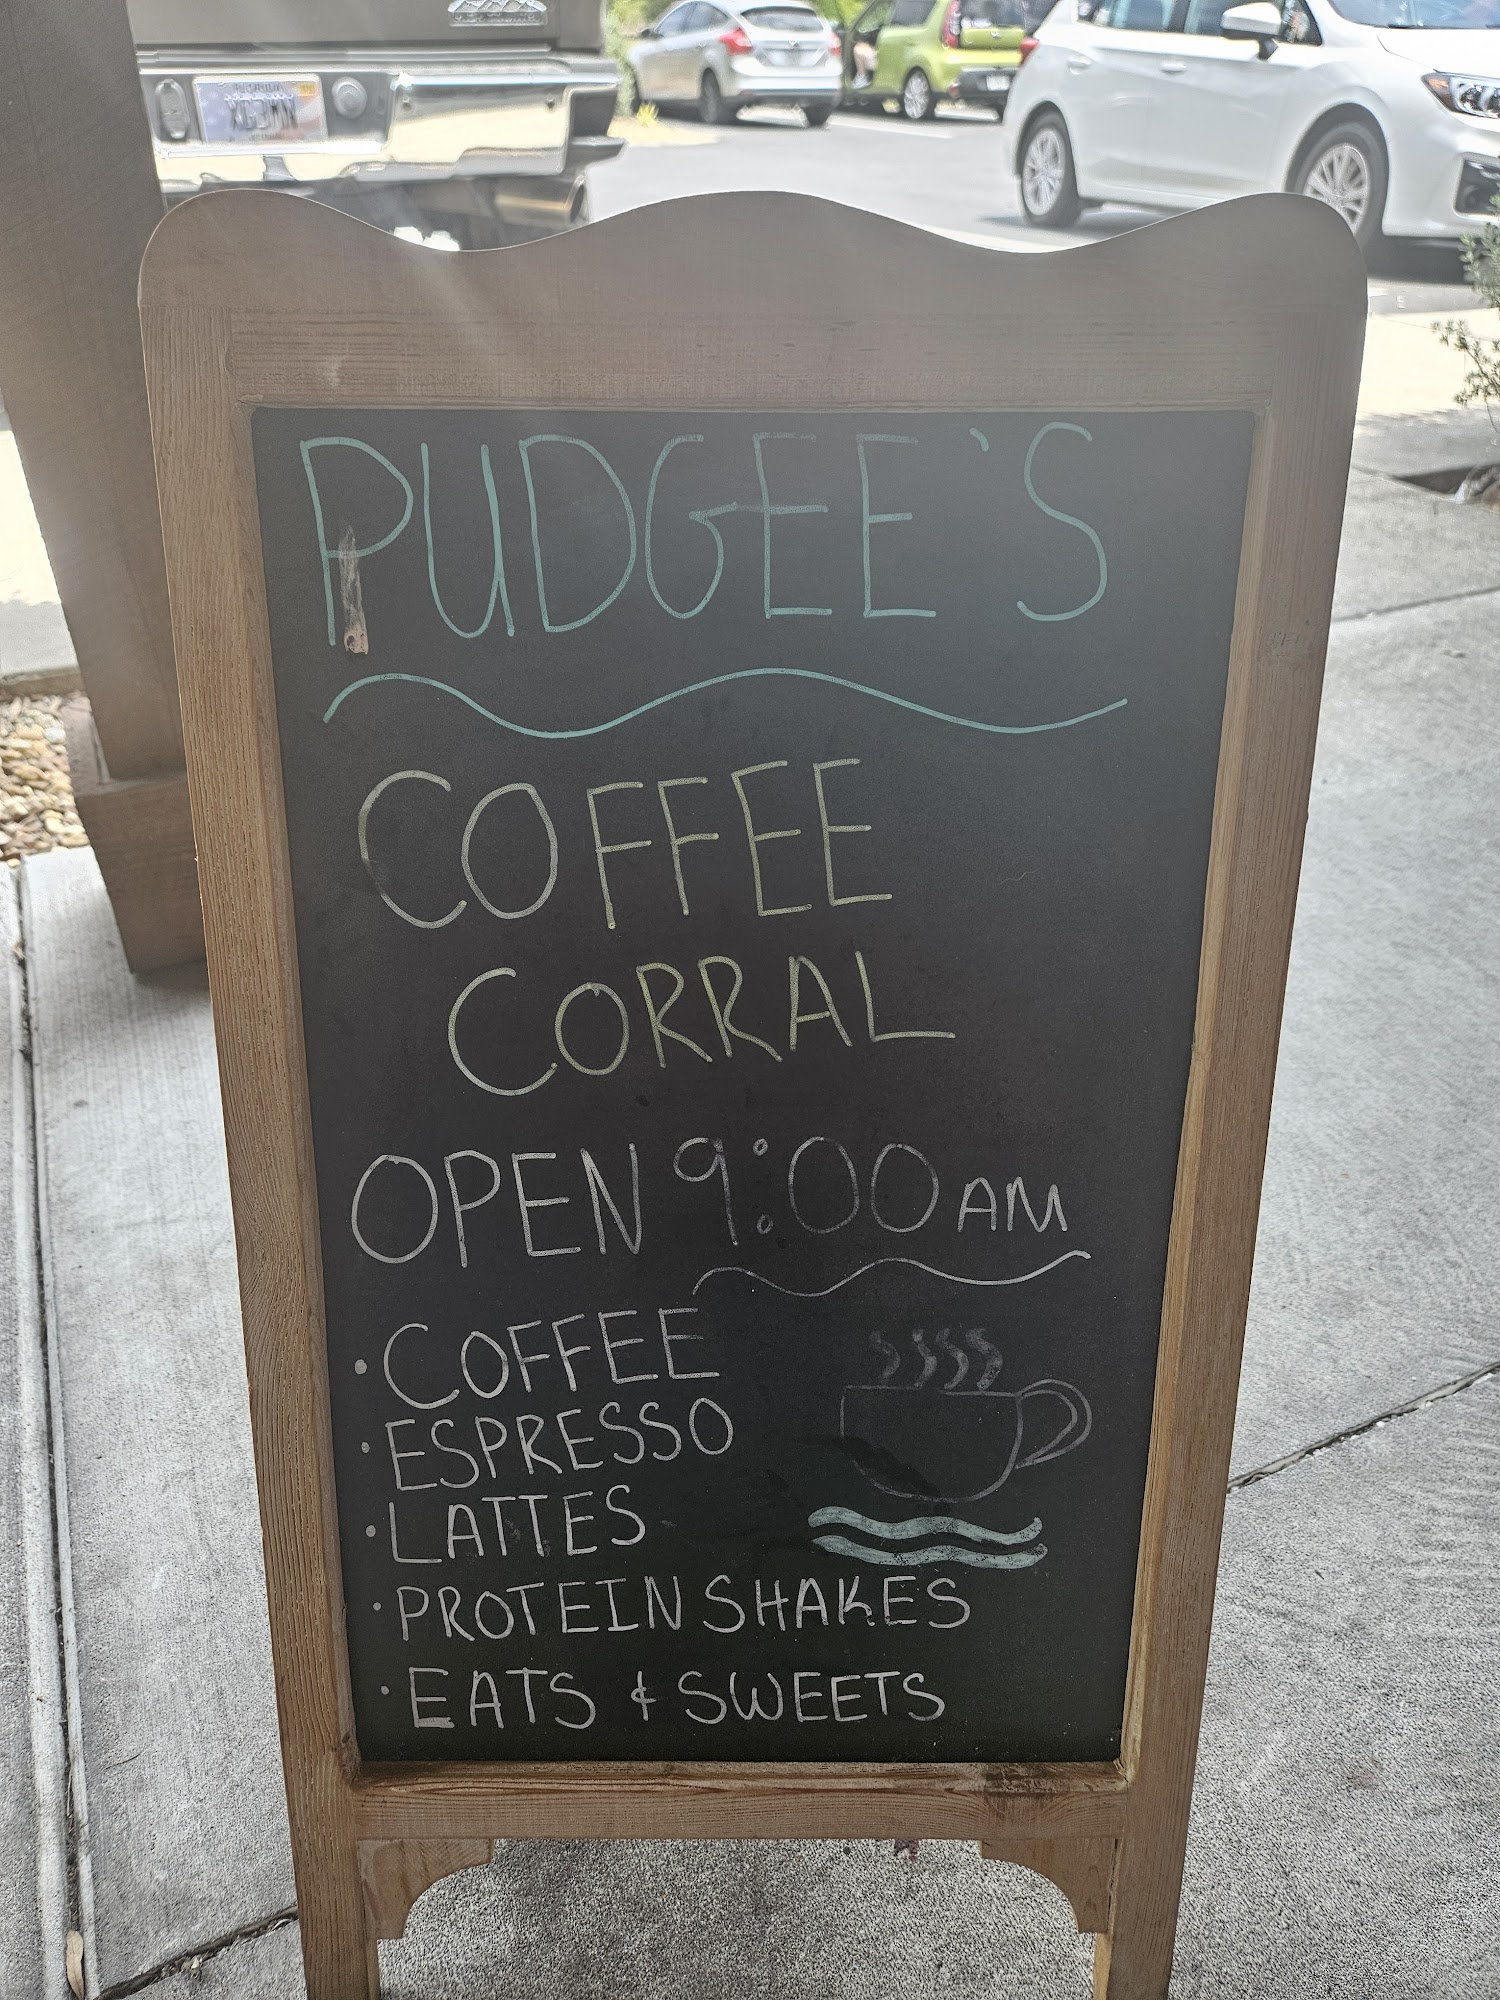 PUDGEE'S
COFFEE
CORRAL
OPEN 9:00 AM
• COFFEE
• ESPRESSO
• LATTES
• PROTEIN SHAKES
• EATS & SWEETS